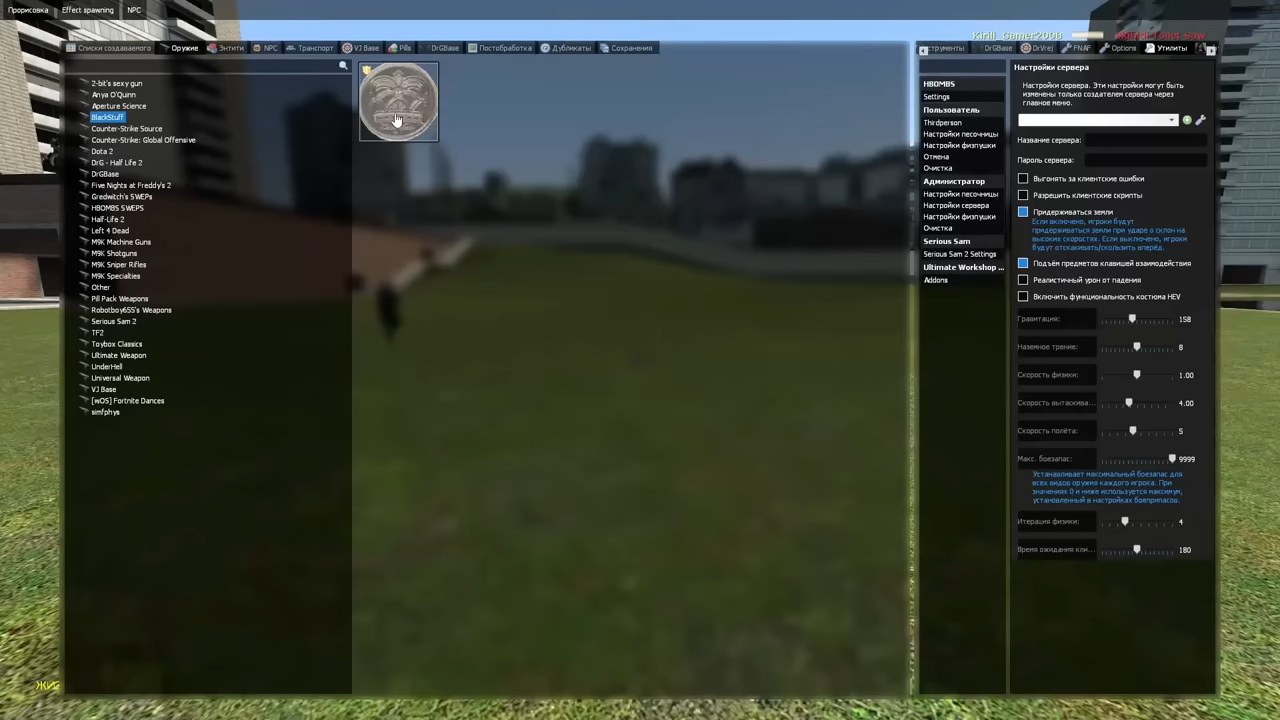 Прорисовка Effect spawning NPC
Kirill_Gamer2008
Списки создаваемого Оружие Энтити NPC Транспорт VJ Base Pills DrGBase Постобработка Дубликаты Сохранения
струменты DrGBase DrVrej FNAF Options Утилиты
2-bit's sexy gun
Anya O'Quinn
Aperture Science
BlackStuff
Counter-Strike Source
Counter-Strike: Global Offensive
Dota 2
DrG - Half Life 2
DrGBase
Five Nights at Freddy's 2
Gredwitch's SWEPs
HBOMBS SWEPS
Half-Life 2
Left 4 Dead
M9K Machine Guns
M9K Shotguns
M9K Sniper Rifles
M9K Specialties
Other
Pill Pack Weapons
Robotboy655's Weapons
Serious Sam 2
TF2
Toybox Classics
Ultimate Weapon
UnderHell
Universal Weapon
VJ Base
[wOS] Fortnite Dances
simfphys
HBOMBS
Settings
Пользователь
Thirdperson
Настройки песочницы
Настройки физпушки
Отмена
Очистка
Администратор
Настройки песочницы
Настройки сервера
Настройки физпушки
Очистка
Serious Sam
Serious Sam 2 Settings
Ultimate Workshop ...
Addons
Настройки сервера
Настройки сервера. Эти настройки могут быть
изменены только создателем сервера через
главное меню.
Название сервера:
Пароль сервера:
Выгонять за клиентские ошибки
Разрешить клиентские скрипты
Придерживаться земли
Если включено, игроки будут
придерживаться земли при ударе о склон на
высоких скоростях. Если выключено, игроки
будут отскакивать/скользить вперёд.
Подъём предметов клавишей взаимодействия
Реалистичный урон от падения
Включить функциональность костюма HEV
Гравитация: 158
Наземное трение: 8
Скорость физики: 1.00
Скорость вытаскива... 4.00
Скорость полёта: 5
Макс. боезапас: 9999
Устанавливает максимальный боезапас для
всех видов оружия каждого игрока. При
значениях 0 и ниже используется максимум,
установленный в настройках боеприпасов.
Итерация физики: 4
Время ожидания кли... 180